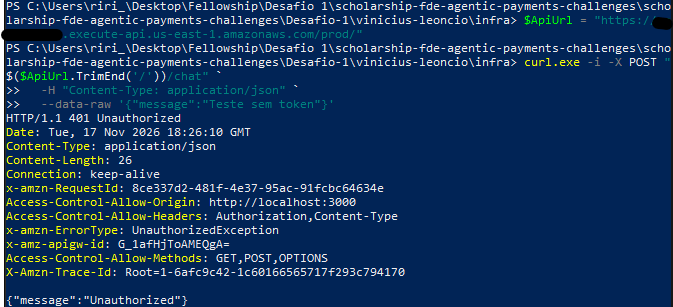 PS C:\Users\riri_\Desktop\Fellowship\Desafio 1\scholarship-fde-agentic-payments-challenges\scho
larship-fde-agentic-payments-challenges\Desafio-1\vinicius-leoncio\infra> $ApiUrl = "https://
.execute-api.us-east-1.amazonaws.com/prod/"
PS C:\Users\riri_\Desktop\Fellowship\Desafio 1\scholarship-fde-agentic-payments-challenges\scho
larship-fde-agentic-payments-challenges\Desafio-1\vinicius-leoncio\infra> curl.exe -i -X POST "
$($ApiUrl.TrimEnd('/'))/chat" `
>>   -H "Content-Type: application/json" `
>>   --data-raw '{"message":"Teste sem token"}'
HTTP/1.1 401 Unauthorized
Date: Tue, 17 Nov 2026 18:26:10 GMT
Content-Type: application/json
Content-Length: 26
Connection: keep-alive
x-amzn-RequestId: 8ce337d2-481f-4e37-95ac-91fcbc64634e
Access-Control-Allow-Origin: http://localhost:3000
Access-Control-Allow-Headers: Authorization,Content-Type
x-amzn-ErrorType: UnauthorizedException
x-amz-apigw-id: G_1afHjToAMEQgA=
Access-Control-Allow-Methods: GET,POST,OPTIONS
X-Amzn-Trace-Id: Root=1-6afc9c42-1c60166565717f293c794170

{"message":"Unauthorized"}